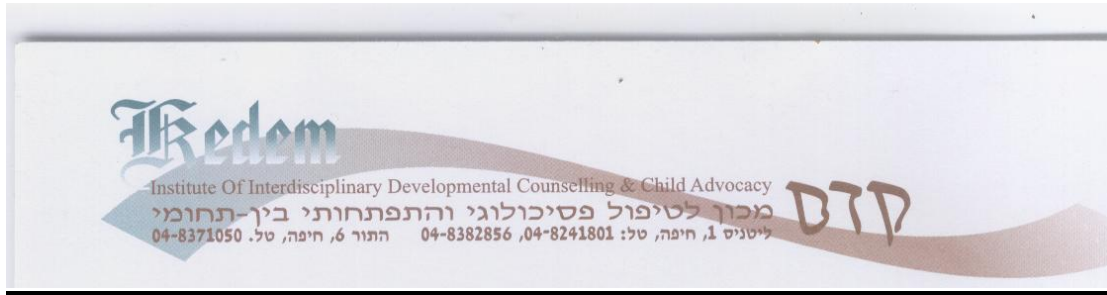 Kedem
Institute Of Interdisciplinary Developmental Counselling & Child Advocacy
קדם
מכון לטיפול פסיכולוגי והתפתחותי בין-תחומי
ליטניס 1, חיפה, טל: 04-8241801, 04-8382856 התור 6, חיפה, טל. 04-8371050